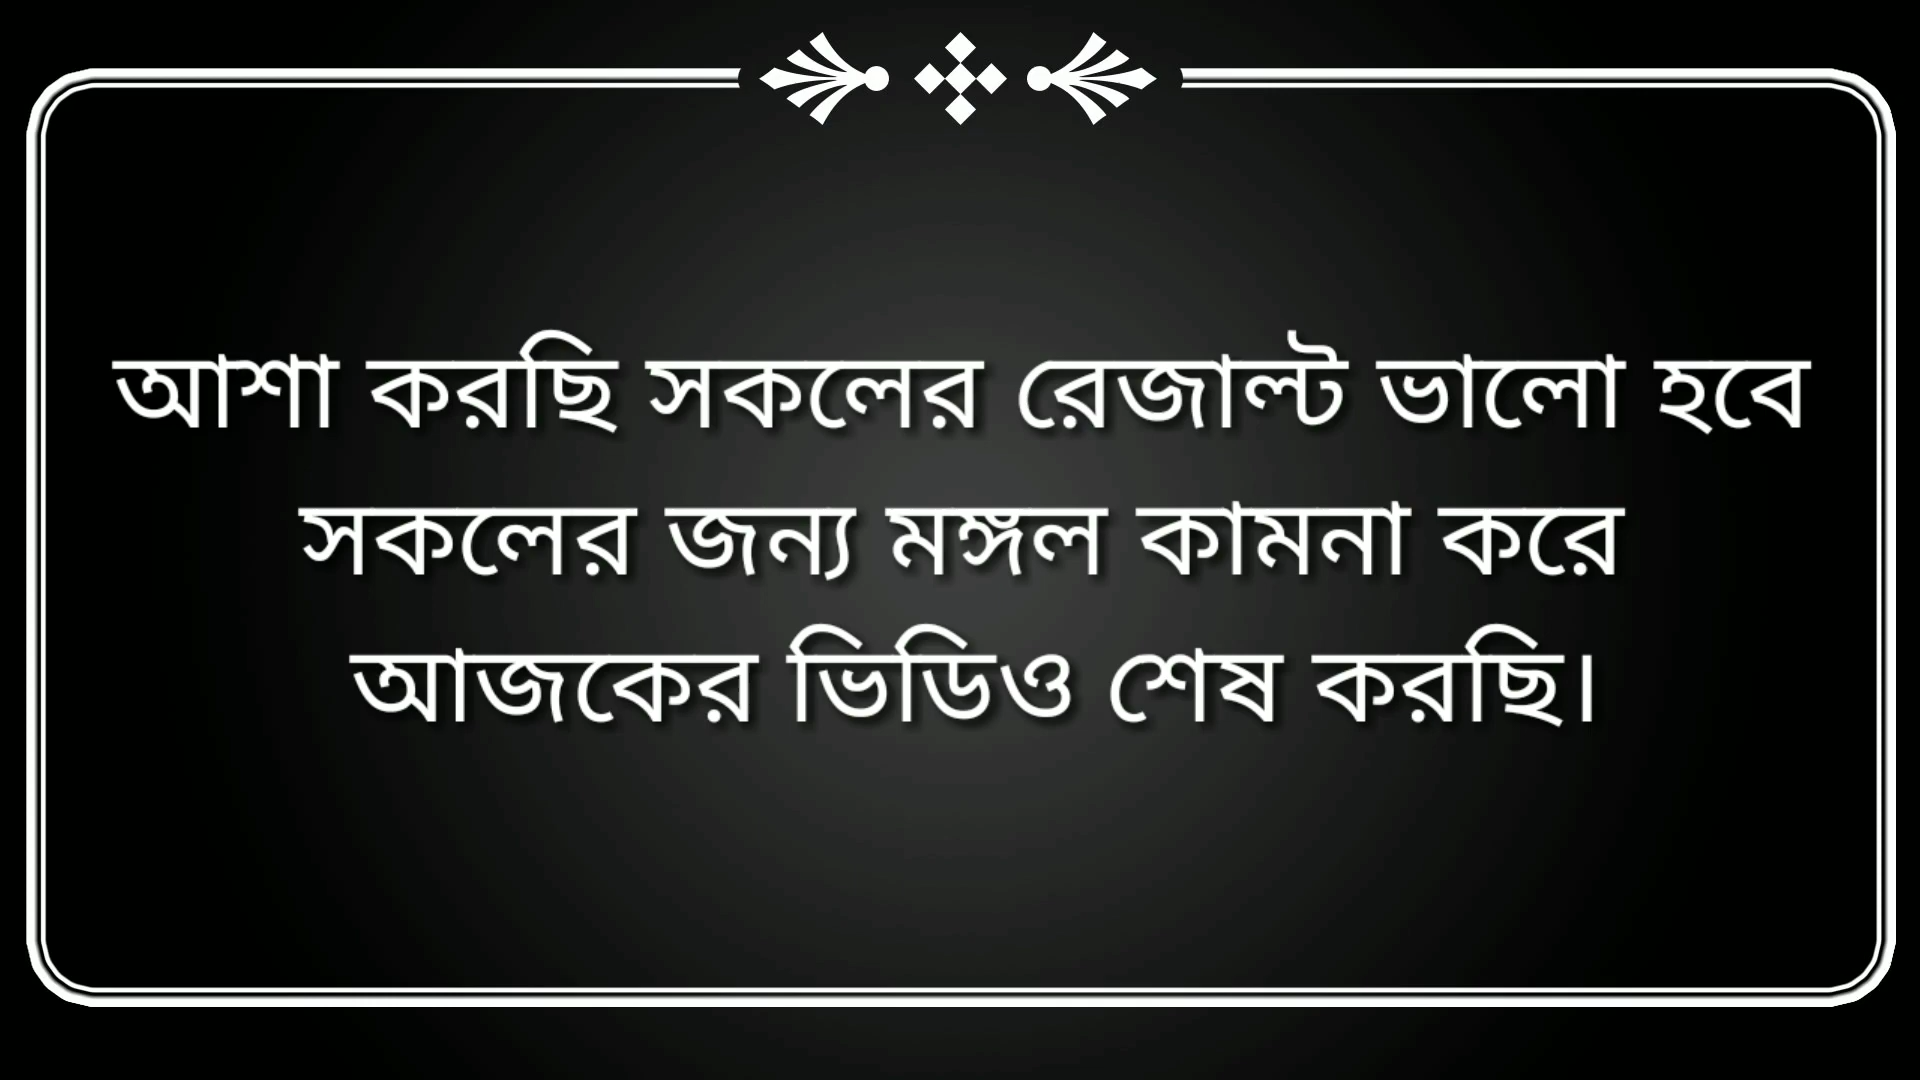 আশা করছি সকলের রেজাল্ট ভালো হবে
সকলের জন্য মঙ্গল কামনা করে
আজকের ভিডিও শেষ করছি।